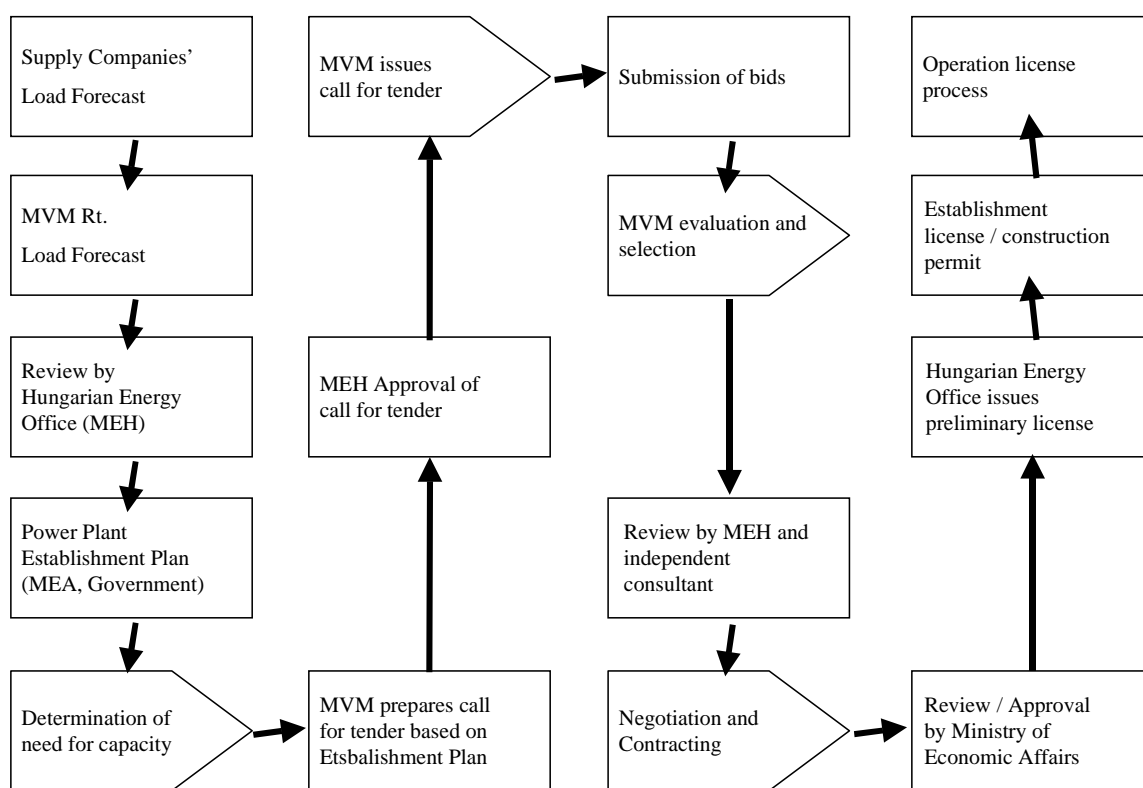 Supply Companies’
Load Forecast
MVM Rt.
Load Forecast
Review by
Hungarian Energy
Office (MEH)
Power Plant
Establishment Plan
(MEA, Government)
Determination of
need for capacity
MVM prepares call
for tender based on
Etsbalishment Plan
MEH Approval of
call for tender
MVM issues
call for tender
Submission of bids
MVM evaluation and
selection
Review by MEH and
independent
consultant
Negotiation and
Contracting
Review / Approval
by Ministry of
Economic Affairs
Hungarian Energy
Office issues
preliminary license
Establishment
license / construction
permit
Operation license
process